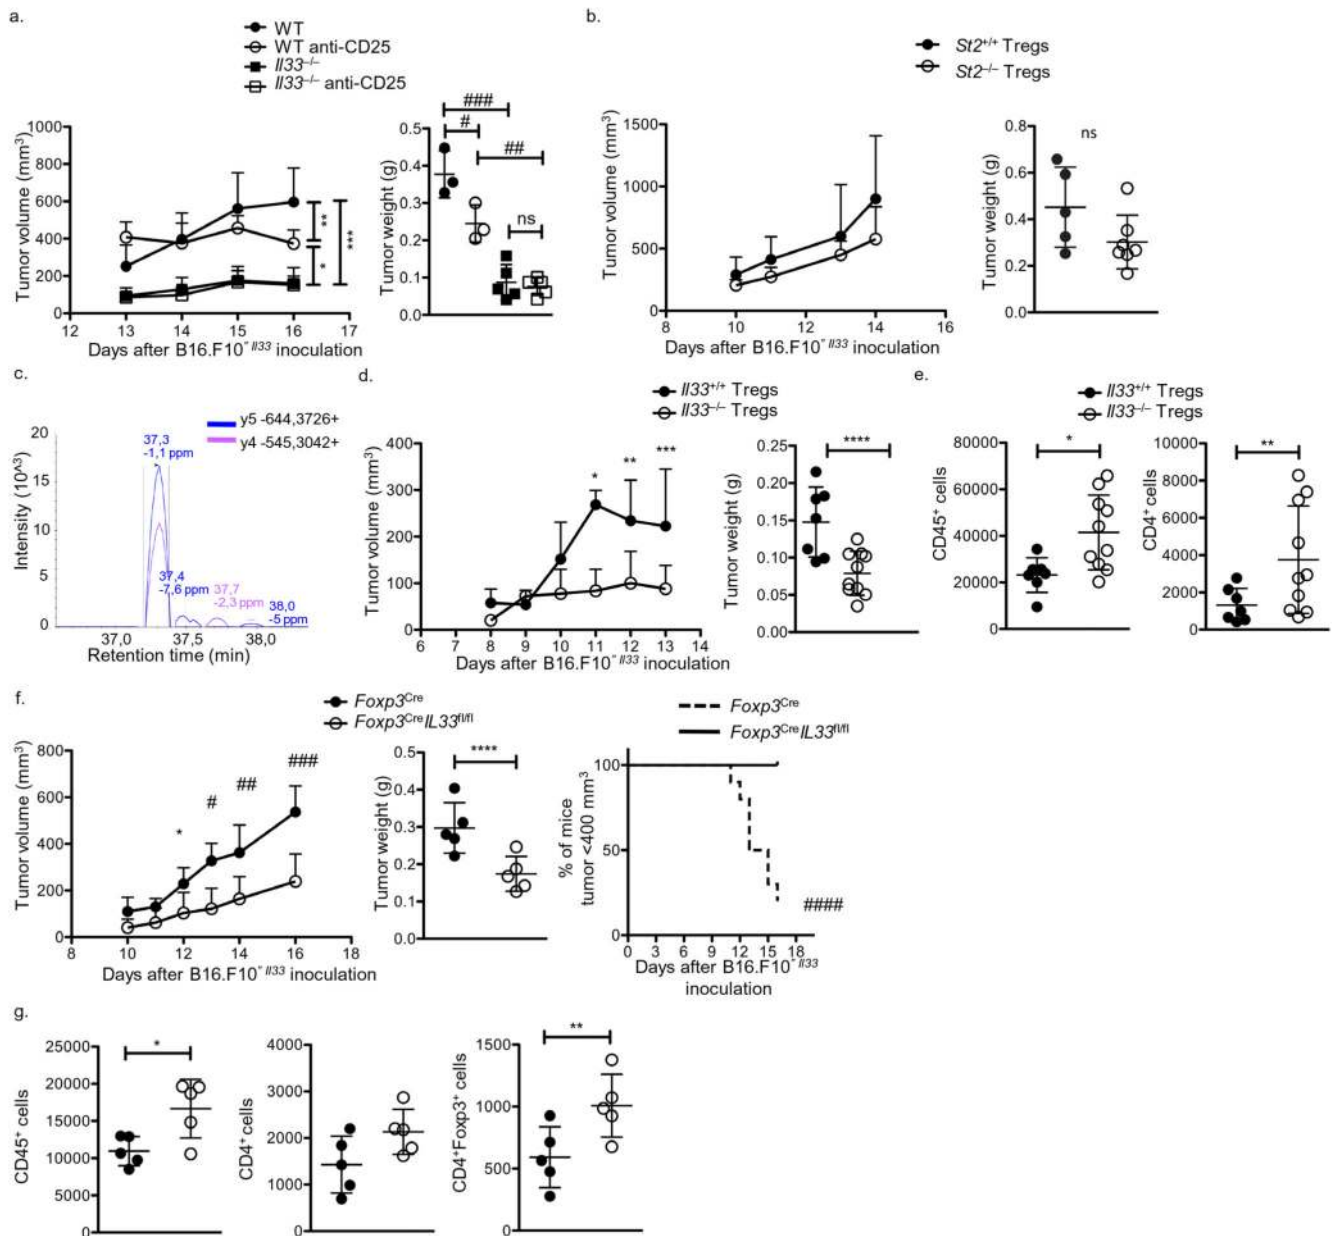 a.
WT
WT anti-CD25
Il33–/–
Il33–/– anti-CD25
Tumor volume (mm3)
1000
800
600
400
200
0
12 13 14 15 16 17
Days after B16.F10" Il33 inoculation
**
*
***
Tumor weight (g)
0.5
0.4
0.3
0.2
0.1
0.0
###
#
##
ns
b.
St2+/+ Tregs
St2–/– Tregs
Tumor volume (mm3)
1500
1000
500
0
8 10 12 14 16
Days after B16.F10" Il33 inoculation
Tumor weight (g)
0.8
0.6
0.4
0.2
0.0
ns
c.
y5 -644,3726+
y4 -545,3042+
Intensity (10^3)
20
15
10
5
0
37,3
-1,1 ppm
37,4
-7,6 ppm
37,7
-2,3 ppm
38,0
-5 ppm
37,0 37,5 38,0
Retention time (min)
d.
Il33+/+ Tregs
Il33–/– Tregs
Tumor volume (mm3)
400
300
200
100
0
* ** ***
6 7 8 9 10 11 12 13 14
Days after B16.F10" Il33 inoculation
Tumor weight (g)
0.25
0.20
0.15
0.10
0.05
0.00
****
e.
Il33+/+ Tregs
Il33–/– Tregs
CD45+ cells
80000
60000
40000
20000
0
*
CD4+ cells
10000
8000
6000
4000
2000
0
**
f.
Foxp3Cre
Foxp3CreIL33fl/fl
Tumor volume (mm3)
800
600
400
200
0
* # ## ###
8 10 12 14 16 18
Days after B16.F10" Il33 inoculation
Tumor weight (g)
0.5
0.4
0.3
0.2
0.1
0.0
****
Foxp3Cre
Foxp3CreIL33fl/fl
% of mice
tumor <400 mm3
100
50
0
####
0 3 6 9 12 15 18
Days after B16.F10" Il33
inoculation
g.
CD45+ cells
25000
20000
15000
10000
5000
0
*
CD4+ cells
4000
3000
2000
1000
0
CD4+Foxp3+ cells
1500
1000
500
0
**